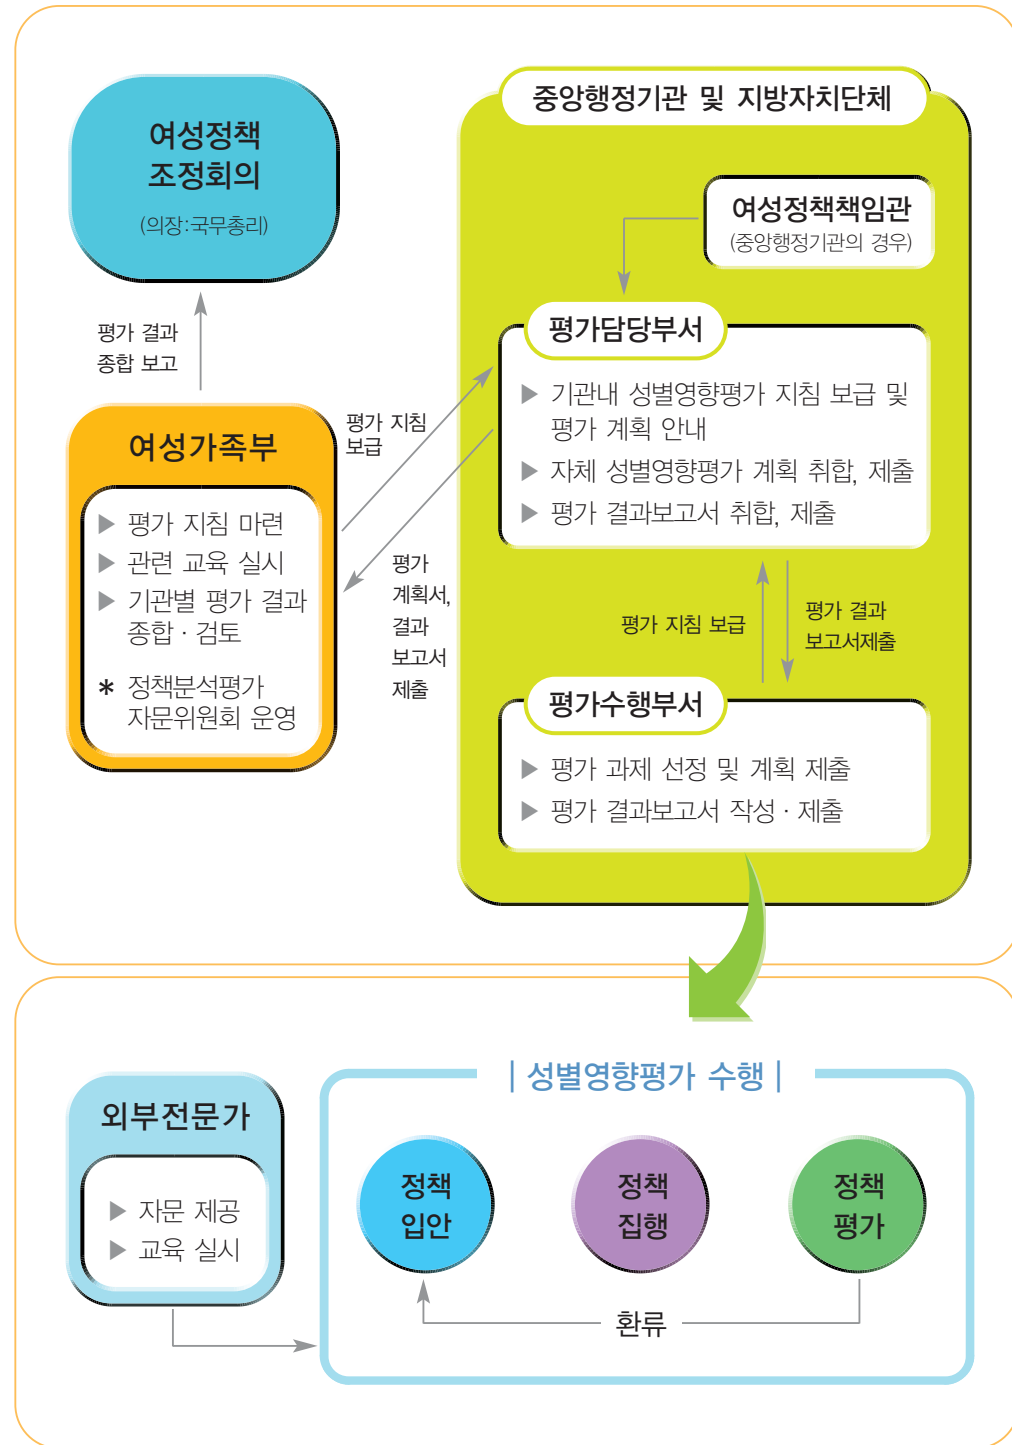 여성정책
조정회의
(의장:국무총리)
평가 결과
종합 보고
여성가족부
▶ 평가 지침 마련
▶ 관련 교육 실시
▶ 기관별 평가 결과
종합 · 검토
* 정책분석평가
자문위원회 운영
평가 지침
보급
평가
계획서,
결과
보고서
제출
중앙행정기관 및 지방자치단체
여성정책책임관
(중앙행정기관의 경우)
평가담당부서
▶ 기관내 성별영향평가 지침 보급 및
평가 계획 안내
▶ 자체 성별영향평가 계획 취합, 제출
▶ 평가 결과보고서 취합, 제출
평가 지침 보급
평가 결과
보고서제출
평가수행부서
▶ 평가 과제 선정 및 계획 제출
▶ 평가 결과보고서 작성 · 제출
외부전문가
▶ 자문 제공
▶ 교육 실시
| 성별영향평가 수행 |
정책
입안
정책
집행
정책
평가
환류